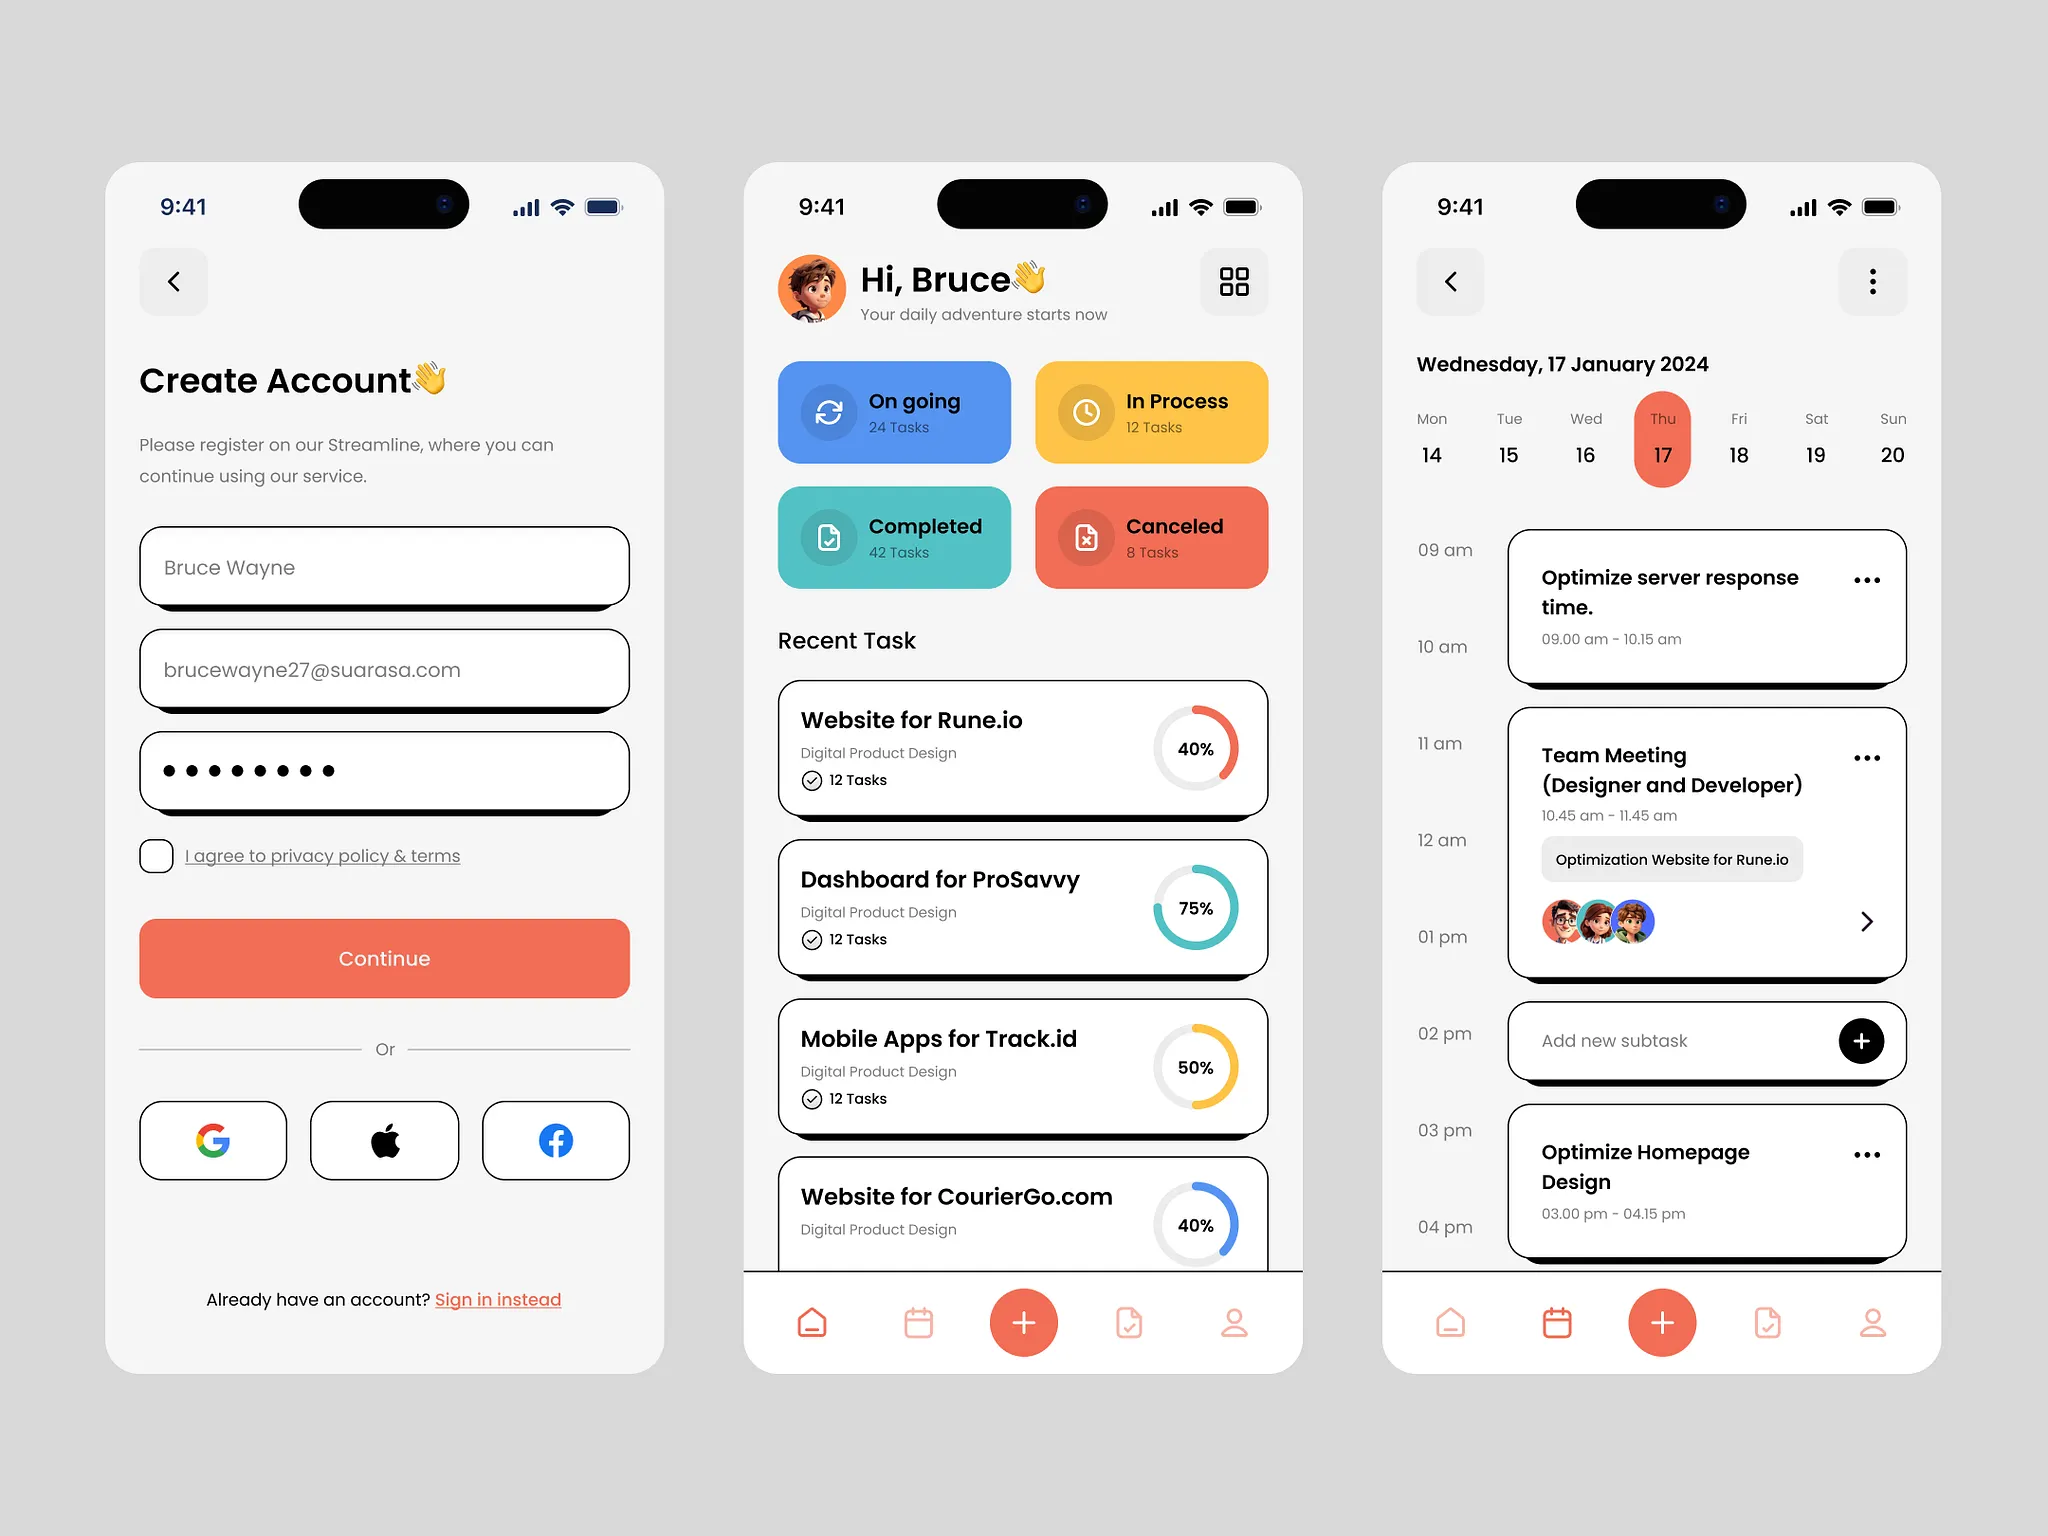 9:41
Create Account👋
Please register on our Streamline, where you can
continue using our service.
Bruce Wayne
brucewayne27@suarasa.com
I agree to privacy policy & terms
Continue
Or
Already have an account? Sign in instead
9:41
Hi, Bruce👋
Your daily adventure starts now
On going
24 Tasks
In Process
12 Tasks
Completed
42 Tasks
Canceled
8 Tasks
Recent Task
Website for Rune.io
Digital Product Design
12 Tasks
40%
Dashboard for ProSavvy
Digital Product Design
12 Tasks
75%
Mobile Apps for Track.id
Digital Product Design
12 Tasks
50%
Website for CourierGo.com
Digital Product Design
40%
9:41
Wednesday, 17 January 2024
Mon Tue Wed Thu Fri Sat Sun
14 15 16 17 18 19 20
09 am
10 am
11 am
12 am
01 pm
02 pm
03 pm
04 pm
Optimize server response
time.
09.00 am - 10.15 am
Team Meeting
(Designer and Developer)
10.45 am - 11.45 am
Optimization Website for Rune.io
Add new subtask
Optimize Homepage
Design
03.00 pm - 04.15 pm